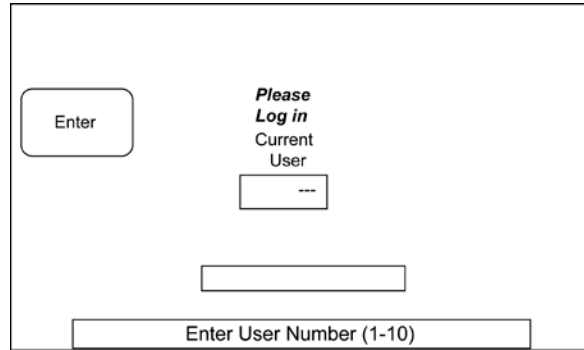 Enter
Please
Log in
Current
User
---
Enter User Number (1-10)